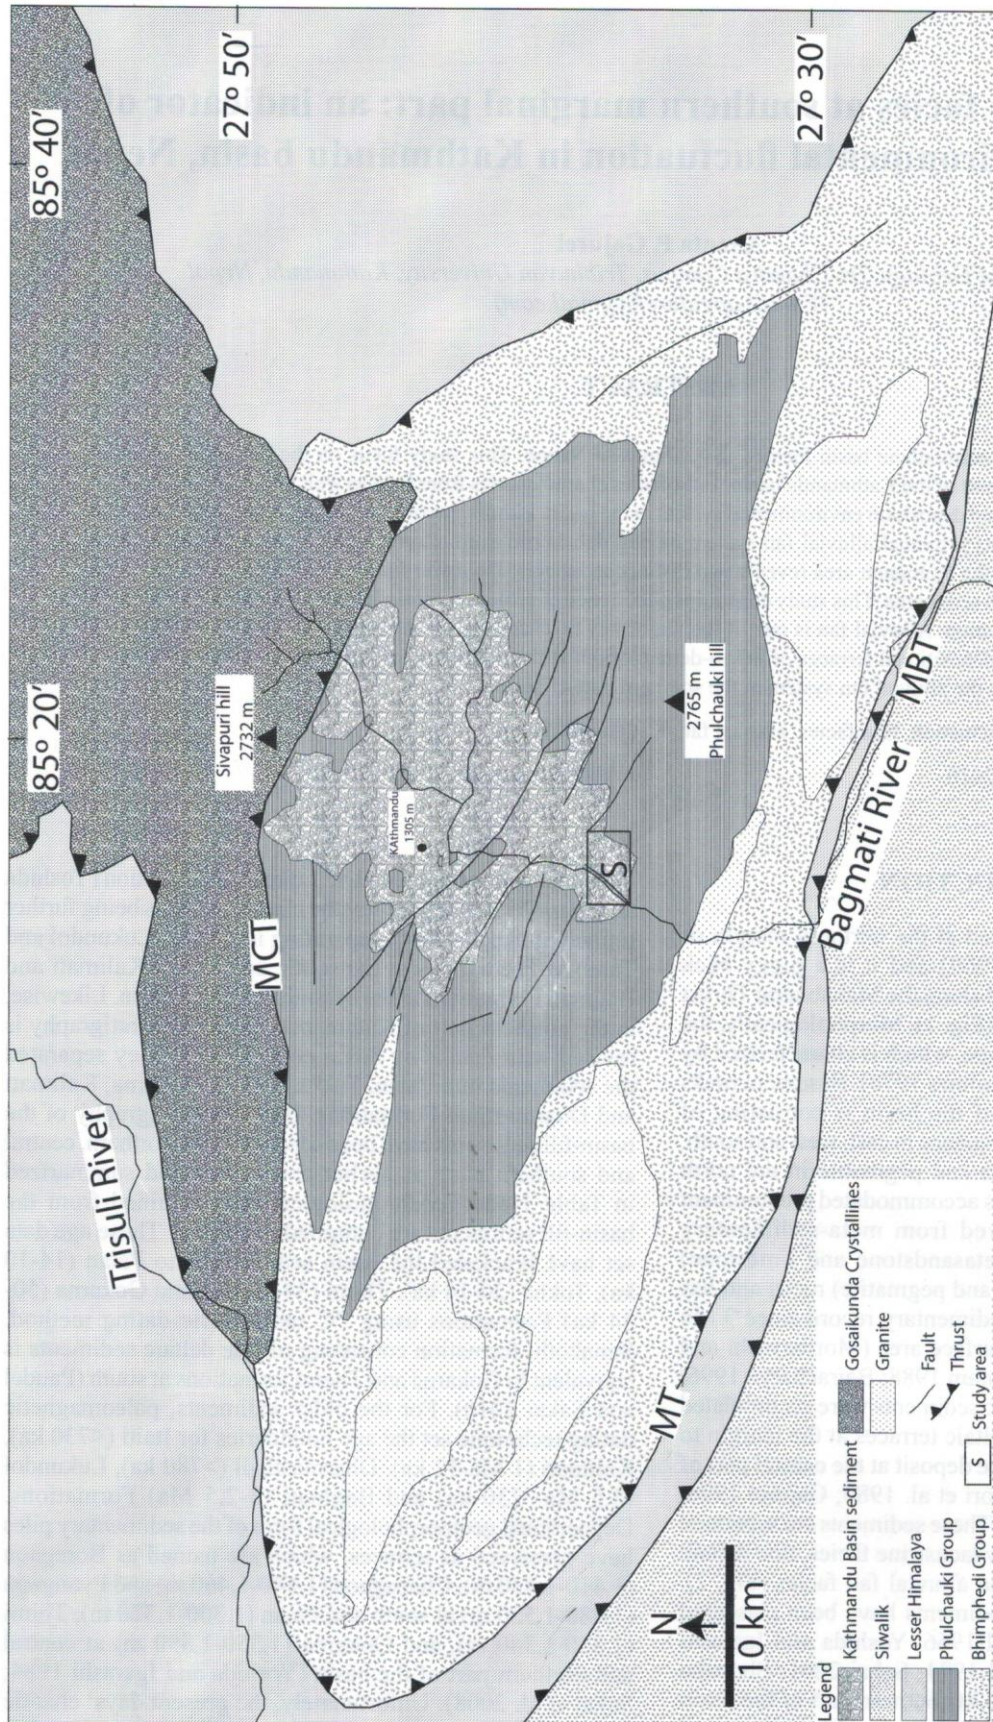 85° 20'
85° 40'
Trisuli River
Sivapuri hill
2732 m
27° 50'
MCT
KAthmandu
1305 m
S
2765 m
Phulchauki hill
27° 30'
MT
Bagmati River
MBT
N
10 km
Legend
Kathmandu Basin sediment
Gosaikunda Crystallines
Siwalik
Granite
Lesser Himalaya
Fault
Phulchauki Group
Thrust
Bhimphedi Group
S Study area